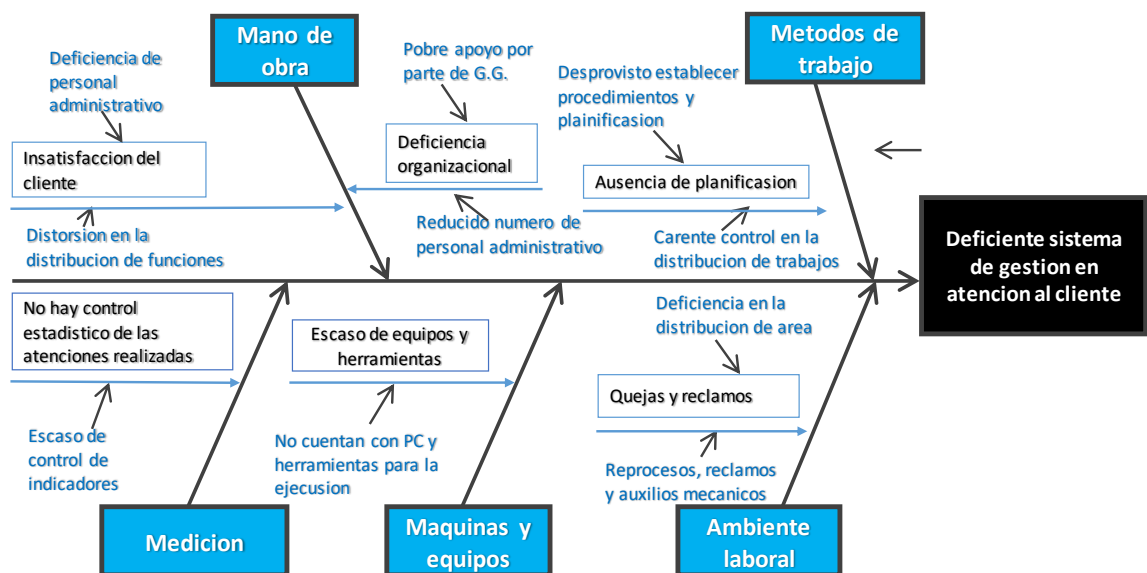 Mano de
obra
Metodos de
trabajo
Deficiencia de
personal
administrativo
Pobre apoyo por
parte de G.G.
Desprovisto establecer
procedimientos y
plainificasion
Insatisfaccion del
cliente
Deficiencia
organizacional
Ausencia de planificasion
Distorsion en la
distribucion de funciones
Reducido numero de
personal administrativo
Carente control en la
distribucion de trabajos
Deficiente sistema
de gestion en
atencion al cliente
No hay control
estadistico de las
atenciones realizadas
Escaso de equipos y
herramientas
Deficiencia en la
distribucion de area
Quejas y reclamos
Escaso de
control de
indicadores
No cuentan con PC y
herramientas para la
ejecusion
Reprocesos, reclamos
y auxilios mecanicos
Medicion
Maquinas y
equipos
Ambiente
laboral